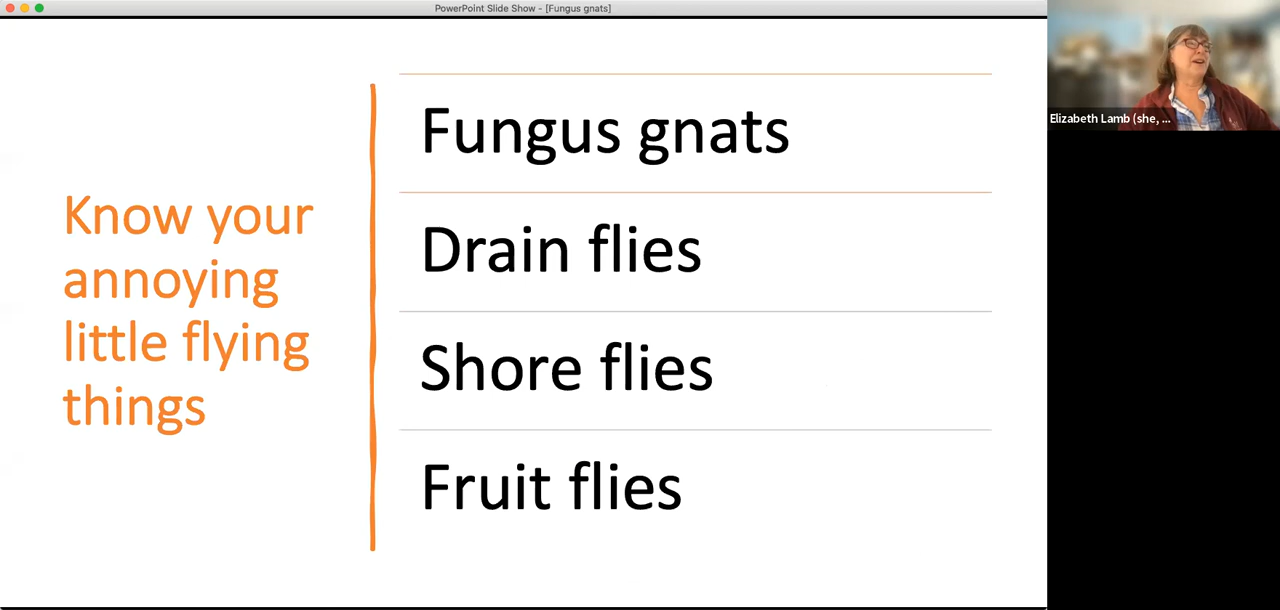 PowerPoint Slide Show - [Fungus gnats]
Know your
annoying
little flying
things
Fungus gnats
Drain flies
Shore flies
Fruit flies
Elizabeth Lamb (she, ...